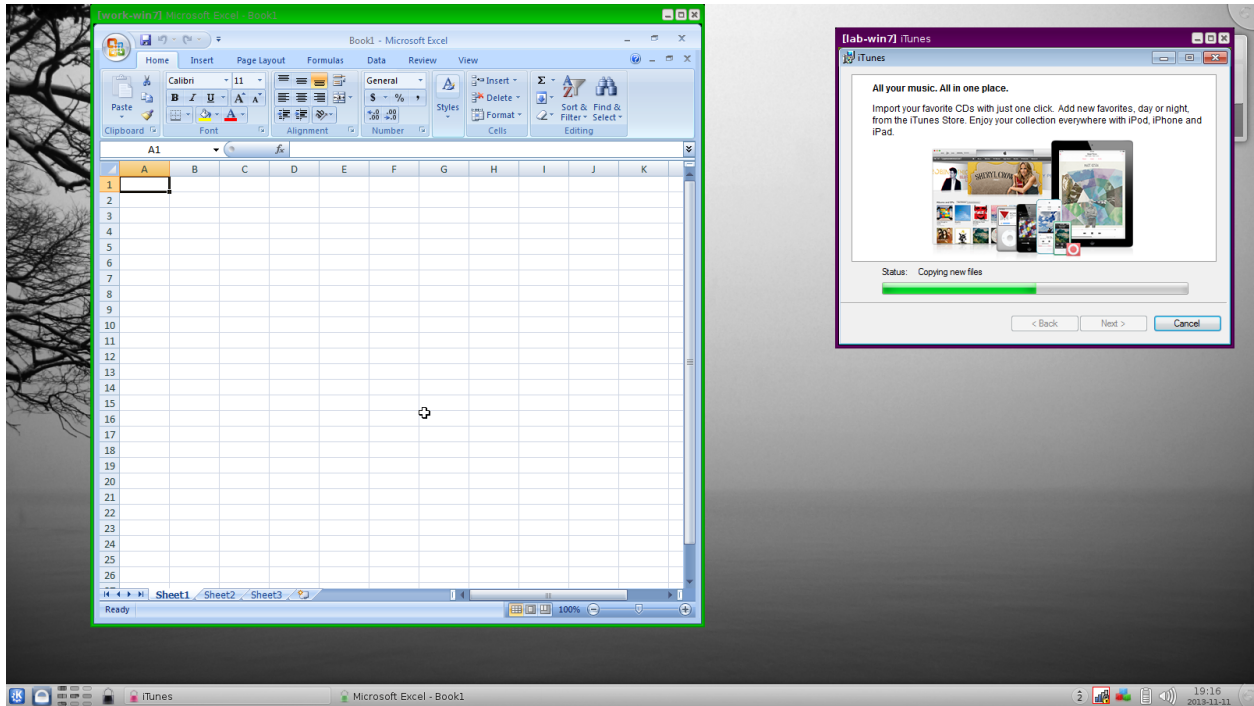 [work-win7] Microsoft Excel - Book1
Book1 - Microsoft Excel
Home Insert Page Layout Formulas Data Review View
Calibri 11 General Insert Σ
Paste B I U A A $ % , Styles Delete Sort & Find &
Format Filter Select
Clipboard Font Alignment Number Cells Editing
A1 fx
A B C D E F G H I J K
1
2
3
4
5
6
7
8
9
10
11
12
13
14
15
16
17
18
19
20
21
22
23
24
25
26
Sheet1 Sheet2 Sheet3
Ready 100%
[lab-win7] iTunes
iTunes
All your music. All in one place.
Import your favorite CDs with just one click. Add new favorites, day or night,
from the iTunes Store. Enjoy your collection everywhere with iPod, iPhone and
iPad.
SHERYL CROW
Status: Copying new files
< Back Next > Cancel
iTunes Microsoft Excel - Book1 2 19:16
2013-11-11